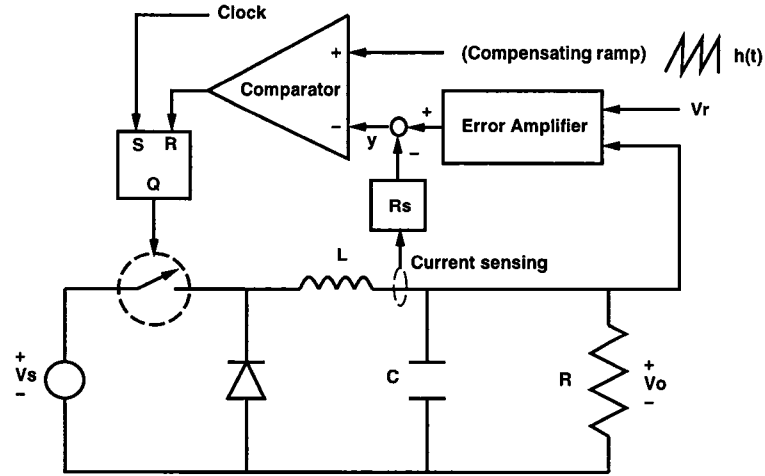 Clock
+
(Compensating ramp)
h(t)
Comparator
−
y
+
−
Error Amplifier
Vr
S
R
Q
Rs
L
Current sensing
+
Vs
−
C
R
+
Vo
−